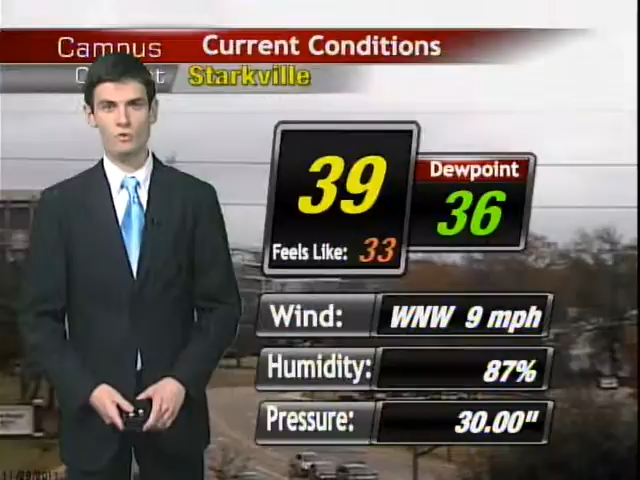 Campus Current Conditions
Starkville
39
Feels Like: 33
Dewpoint
36
Wind: WNW 9 mph
Humidity: 87%
Pressure: 30.00"